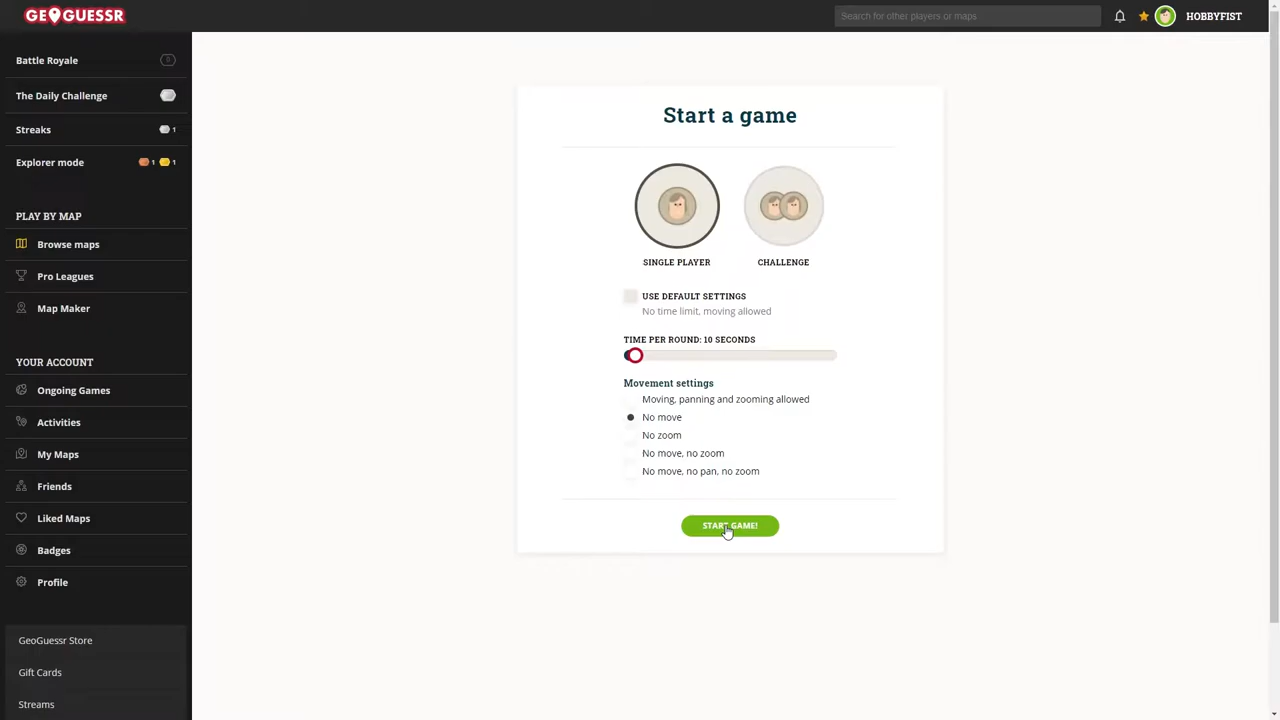 GEOGUESSR
Search for other players or maps
HOBBYFIST
Battle Royale
The Daily Challenge
Streaks 1
Explorer mode 1 1
PLAY BY MAP
Browse maps
Pro Leagues
Map Maker
YOUR ACCOUNT
Ongoing Games
Activities
My Maps
Friends
Liked Maps
Badges
Profile
GeoGuessr Store
Gift Cards
Streams
Start a game
SINGLE PLAYER
CHALLENGE
USE DEFAULT SETTINGS
No time limit, moving allowed
TIME PER ROUND: 10 SECONDS
Movement settings
Moving, panning and zooming allowed
No move
No zoom
No move, no zoom
No move, no pan, no zoom
START GAME!